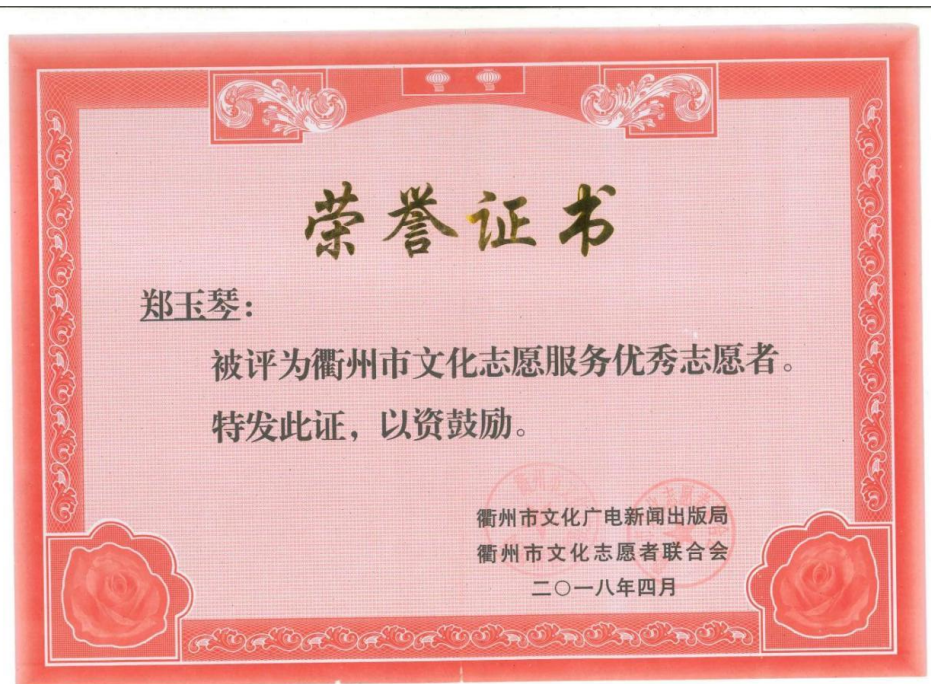 荣誉证书
郑玉琴：
被评为衢州市文化志愿服务优秀志愿者。
特发此证，以资鼓励。
衢州市文化广电新闻出版局
衢州市文化志愿者联合会
二〇一八年四月